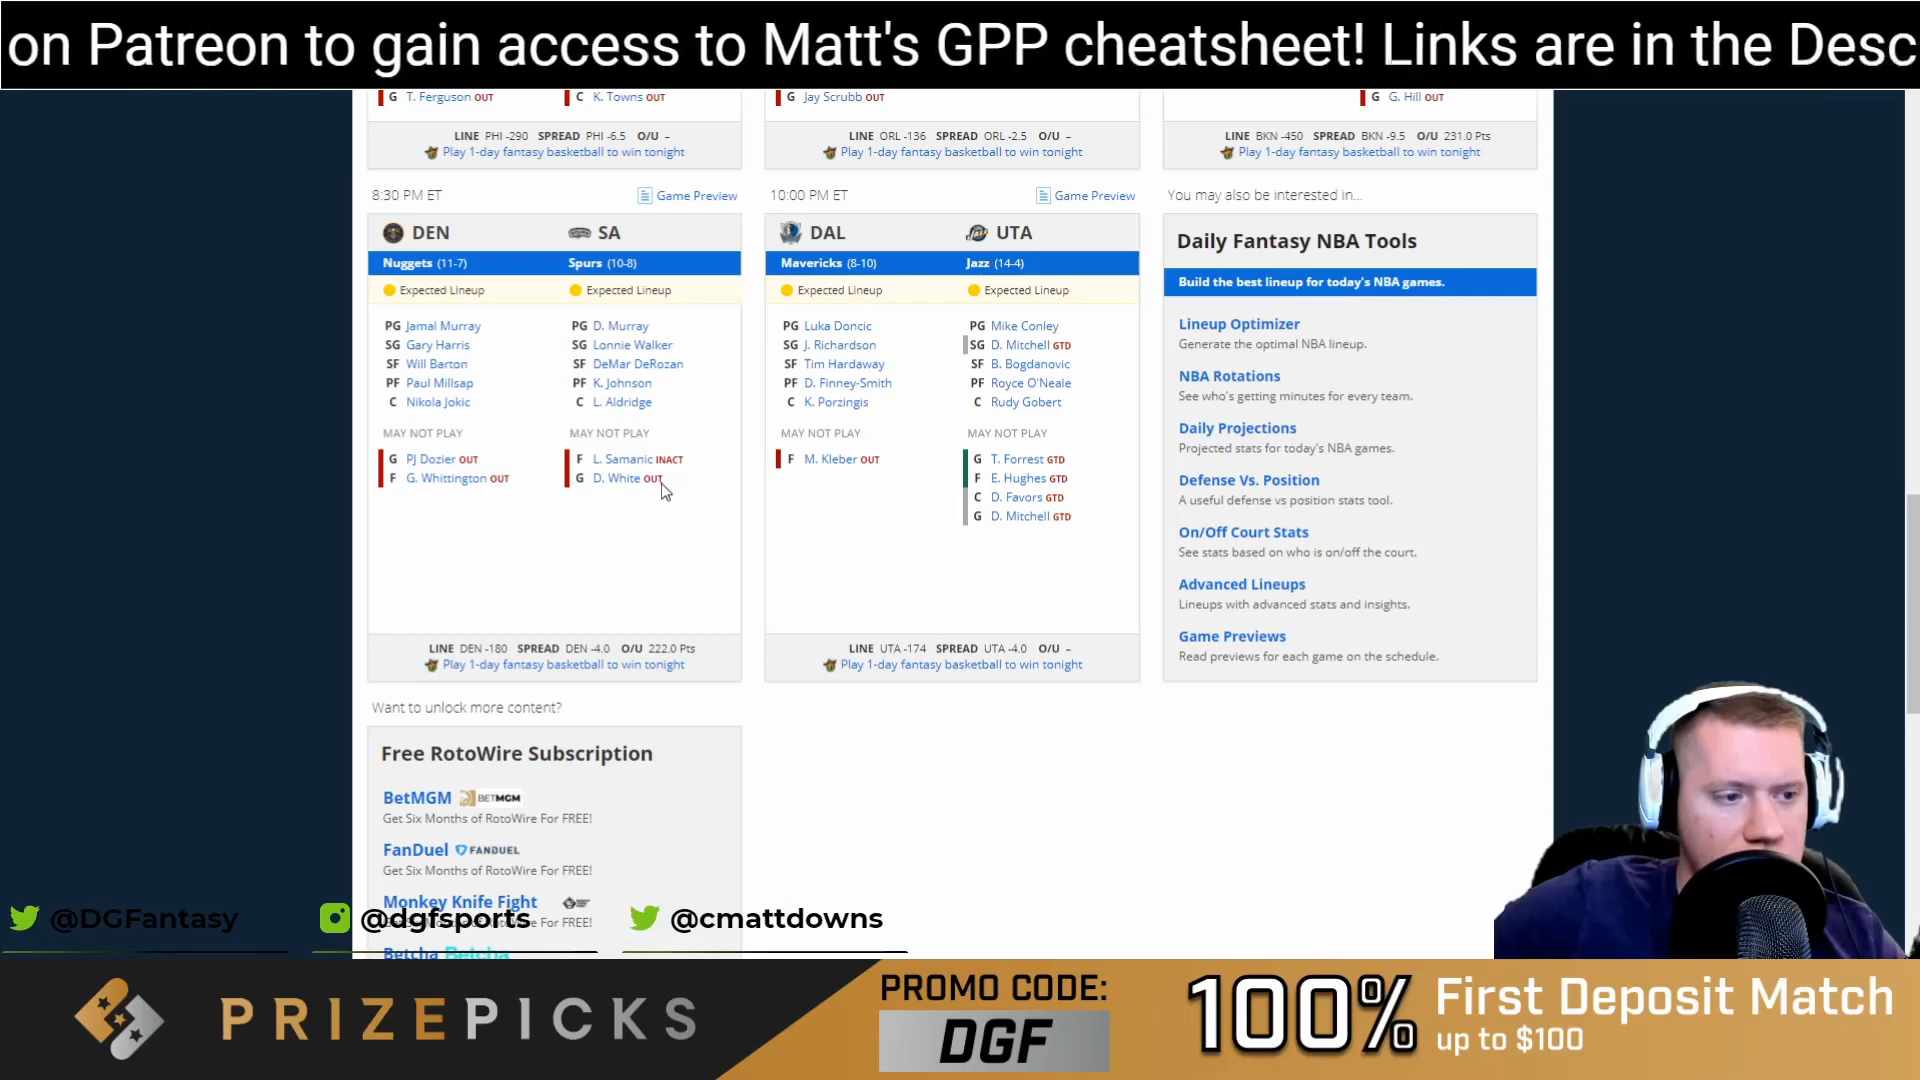 on Patreon to gain access to Matt's GPP cheatsheet! Links are in the Desc
G T. Ferguson OUT
C K. Towns OUT
G Jay Scrubb OUT
G G. Hill OUT
LINE PHI -290 SPREAD PHI -6.5 O/U –
Play 1-day fantasy basketball to win tonight
LINE ORL -136 SPREAD ORL -2.5 O/U –
Play 1-day fantasy basketball to win tonight
LINE BKN -450 SPREAD BKN -9.5 O/U 231.0 Pts
Play 1-day fantasy basketball to win tonight
8:30 PM ET
Game Preview
DEN
SA
Nuggets (11-7)
Spurs (10-8)
Expected Lineup
Expected Lineup
PG Jamal Murray
SG Gary Harris
SF Will Barton
PF Paul Millsap
C Nikola Jokic
PG D. Murray
SG Lonnie Walker
SF DeMar DeRozan
PF K. Johnson
C L. Aldridge
MAY NOT PLAY
G PJ Dozier OUT
F G. Whittington OUT
MAY NOT PLAY
F L. Samanic INACT
G D. White OUT
LINE DEN -180 SPREAD DEN -4.0 O/U 222.0 Pts
Play 1-day fantasy basketball to win tonight
10:00 PM ET
Game Preview
DAL
UTA
Mavericks (8-10)
Jazz (14-4)
Expected Lineup
Expected Lineup
PG Luka Doncic
SG J. Richardson
SF Tim Hardaway
PF D. Finney-Smith
C K. Porzingis
PG Mike Conley
SG D. Mitchell GTD
SF B. Bogdanovic
PF Royce O'Neale
C Rudy Gobert
MAY NOT PLAY
F M. Kleber OUT
MAY NOT PLAY
G T. Forrest GTD
F E. Hughes GTD
C D. Favors GTD
G D. Mitchell GTD
LINE UTA -174 SPREAD UTA -4.0 O/U –
Play 1-day fantasy basketball to win tonight
You may also be interested in...
Daily Fantasy NBA Tools
Build the best lineup for today's NBA games.
Lineup Optimizer
Generate the optimal NBA lineup.
NBA Rotations
See who's getting minutes for every team.
Daily Projections
Projected stats for today's NBA games.
Defense Vs. Position
A useful defense vs position stats tool.
On/Off Court Stats
See stats based on who is on/off the court.
Advanced Lineups
Lineups with advanced stats and insights.
Game Previews
Read previews for each game on the schedule.
Want to unlock more content?
Free RotoWire Subscription
BetMGM BETMGM
Get Six Months of RotoWire For FREE!
FanDuel FANDUEL
Get Six Months of RotoWire For FREE!
Monkey Knife Fight
Get Six Months of RotoWire For FREE!
Betcha Betcha
@DGFantasy
@dgfsports
@cmattdowns
PRIZEPICKS
PROMO CODE:
DGF
100%
First Deposit Match
up to $100